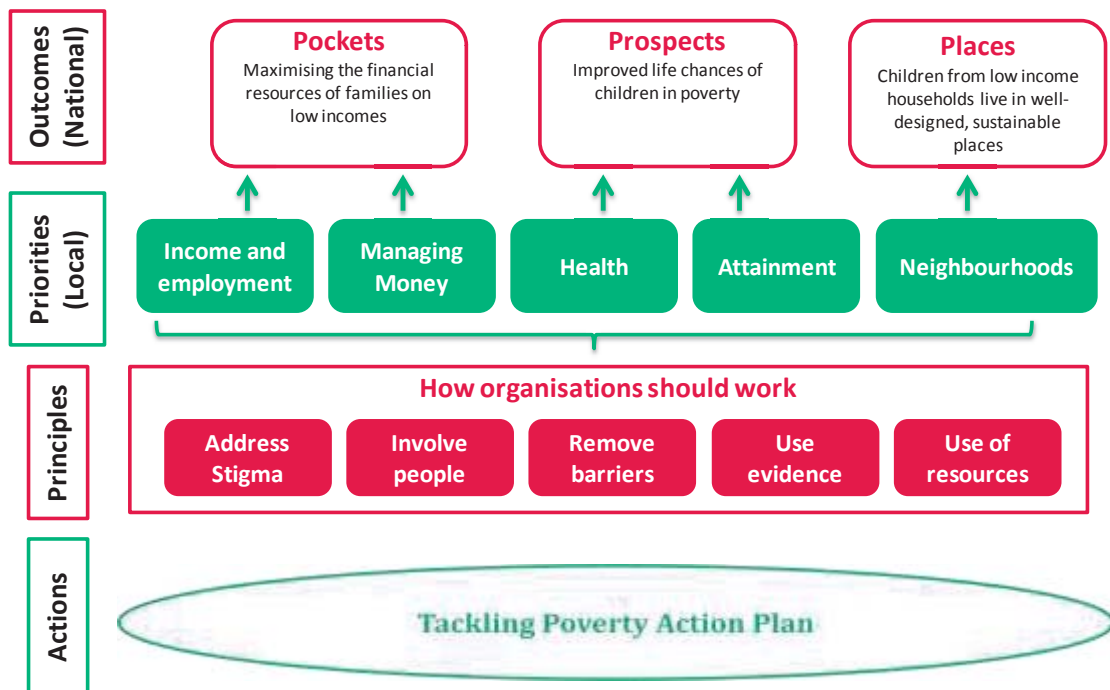 Outcomes
(National)
Pockets
Maximising the financial
resources of families on
low incomes
Prospects
Improved life chances of
children in poverty
Places
Children from low income
households live in well-
designed, sustainable
places
Priorities
(Local)
Income and
employment
Managing
Money
Health
Attainment
Neighbourhoods
Principles
How organisations should work
Address
Stigma
Involve
people
Remove
barriers
Use
evidence
Use of
resources
Actions
Tackling Poverty Action Plan